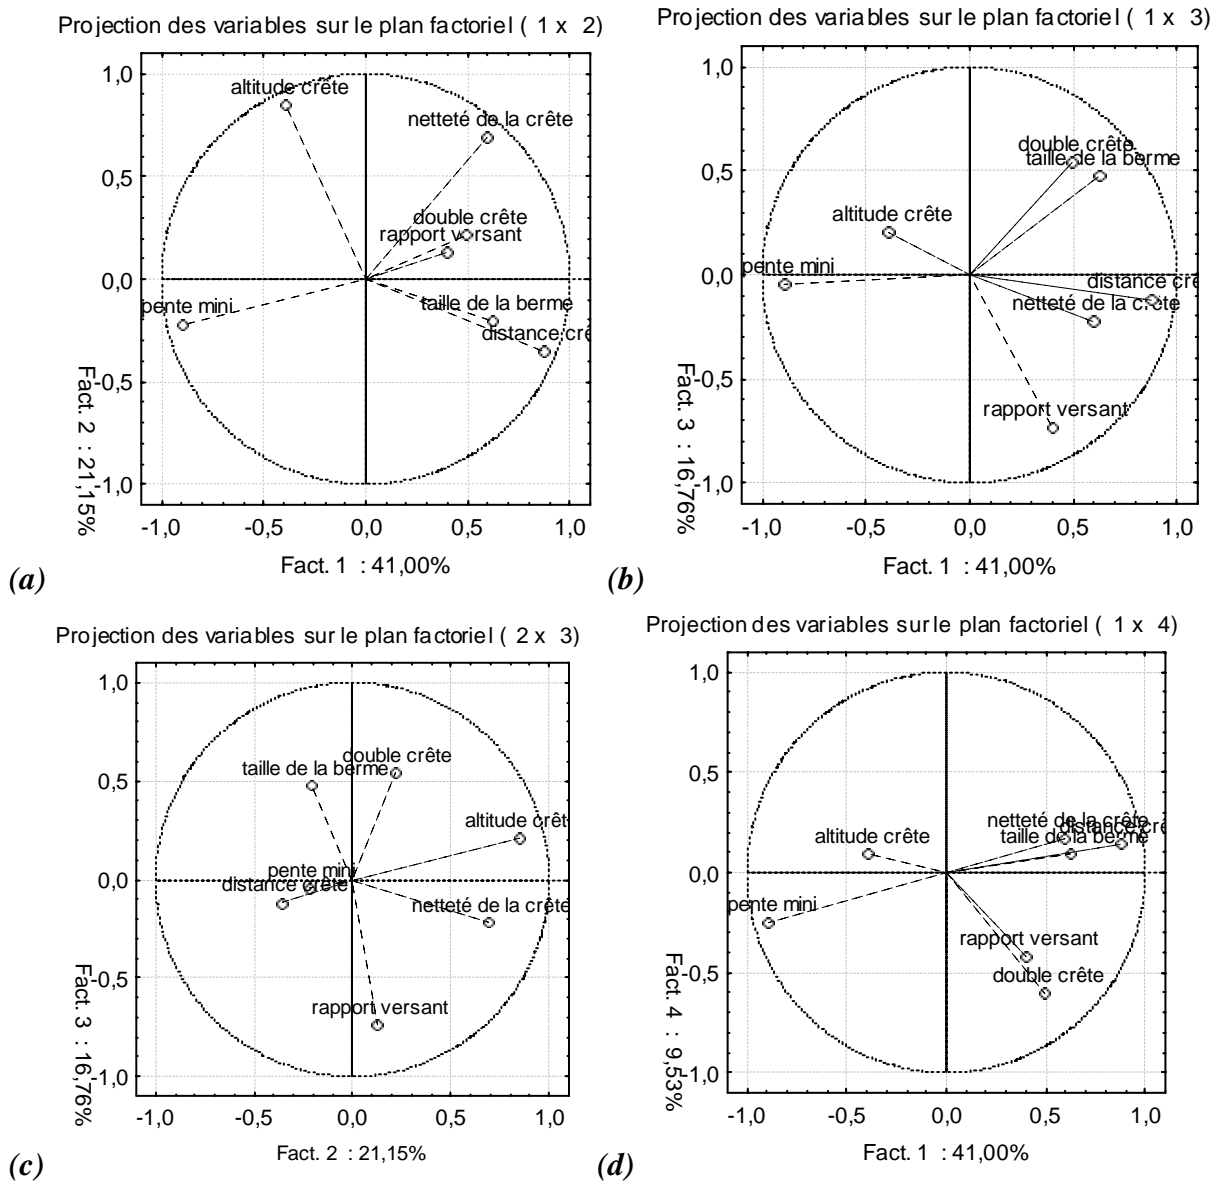 Projection des variables sur le plan factoriel ( 1 x 2)
1,0
altitude crête
netteté de la crête
0,5
double crête
rapport versant
0,0
pente mini
taille de la berme
distance crê
-0,5
-1,0
Fact. 2 : 21,15%
-1,0 -0,5 0,0 0,5 1,0
Fact. 1 : 41,00%
(a)
Projection des variables sur le plan factoriel ( 1 x 3)
1,0
double crête
taille de la berme
0,5
altitude crête
0,0
pente mini
distance crê
netteté de la crête
-0,5
rapport versant
-1,0
Fact. 3 : 16,76%
-1,0 -0,5 0,0 0,5 1,0
Fact. 1 : 41,00%
(b)
Projection des variables sur le plan factoriel ( 2 x 3)
1,0
double crête
taille de la berme
0,5
altitude crêt
0,0
pente mini
distance crête
netteté de la crête
-0,5
rapport versant
-1,0
Fact. 3 : 16,76%
-1,0 -0,5 0,0 0,5 1,0
Fact. 2 : 21,15%
(c)
Projection des variables sur le plan factoriel ( 1 x 4)
1,0
0,5
netteté de la crête
distance crê
altitude crête
taille de la berme
0,0
pente mini
rapport versant
-0,5
double crête
-1,0
Fact. 4 : 9,53%
-1,0 -0,5 0,0 0,5 1,0
Fact. 1 : 41,00%
(d)